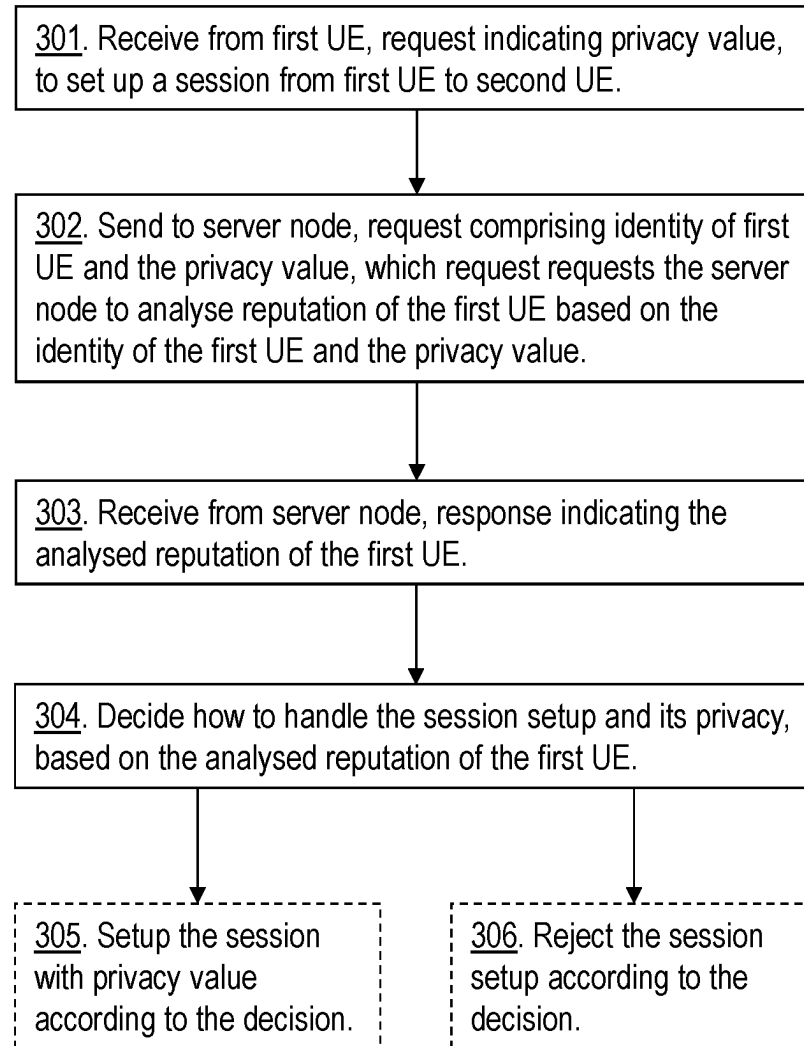 301. Receive from first UE, request indicating privacy value,
to set up a session from first UE to second UE.
302. Send to server node, request comprising identity of first
UE and the privacy value, which request requests the server
node to analyse reputation of the first UE based on the
identity of the first UE and the privacy value.
303. Receive from server node, response indicating the
analysed reputation of the first UE.
304. Decide how to handle the session setup and its privacy,
based on the analysed reputation of the first UE.
305. Setup the session
with privacy value
according to the decision.
306. Reject the session
setup according to the
decision.